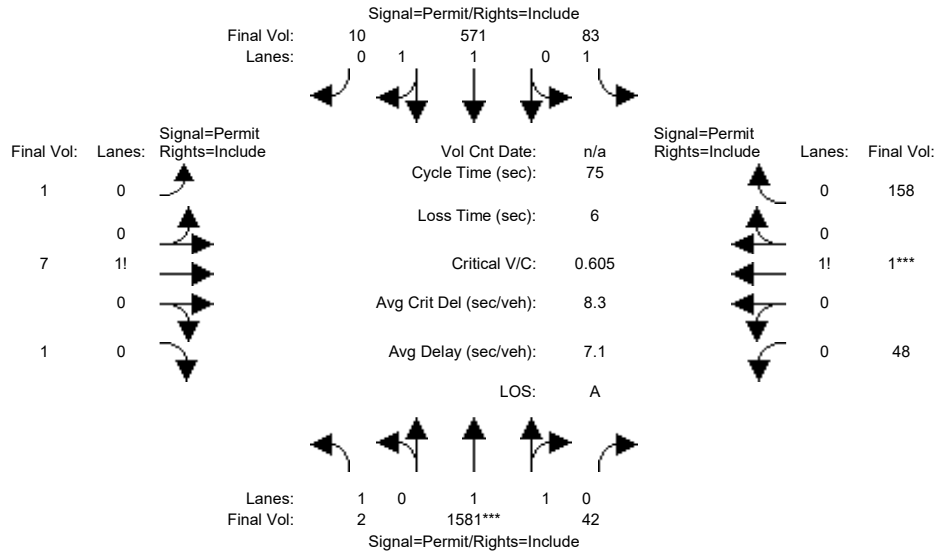 Signal=Permit/Rights=Include
Final Vol: 10 571 83
Lanes: 0 1 1 0 1
Signal=Permit
Final Vol: Lanes: Rights=Include
Vol Cnt Date: n/a
Signal=Permit
Rights=Include Lanes: Final Vol:
Cycle Time (sec): 75
1 0
0 158
Loss Time (sec): 6
0
0
7 1!
Critical V/C: 0.605
1! 1***
0
Avg Crit Del (sec/veh): 8.3
0
1 0
Avg Delay (sec/veh): 7.1
0 48
LOS: A
Lanes: 1 0 1 1 0
Final Vol: 2 1581*** 42
Signal=Permit/Rights=Include